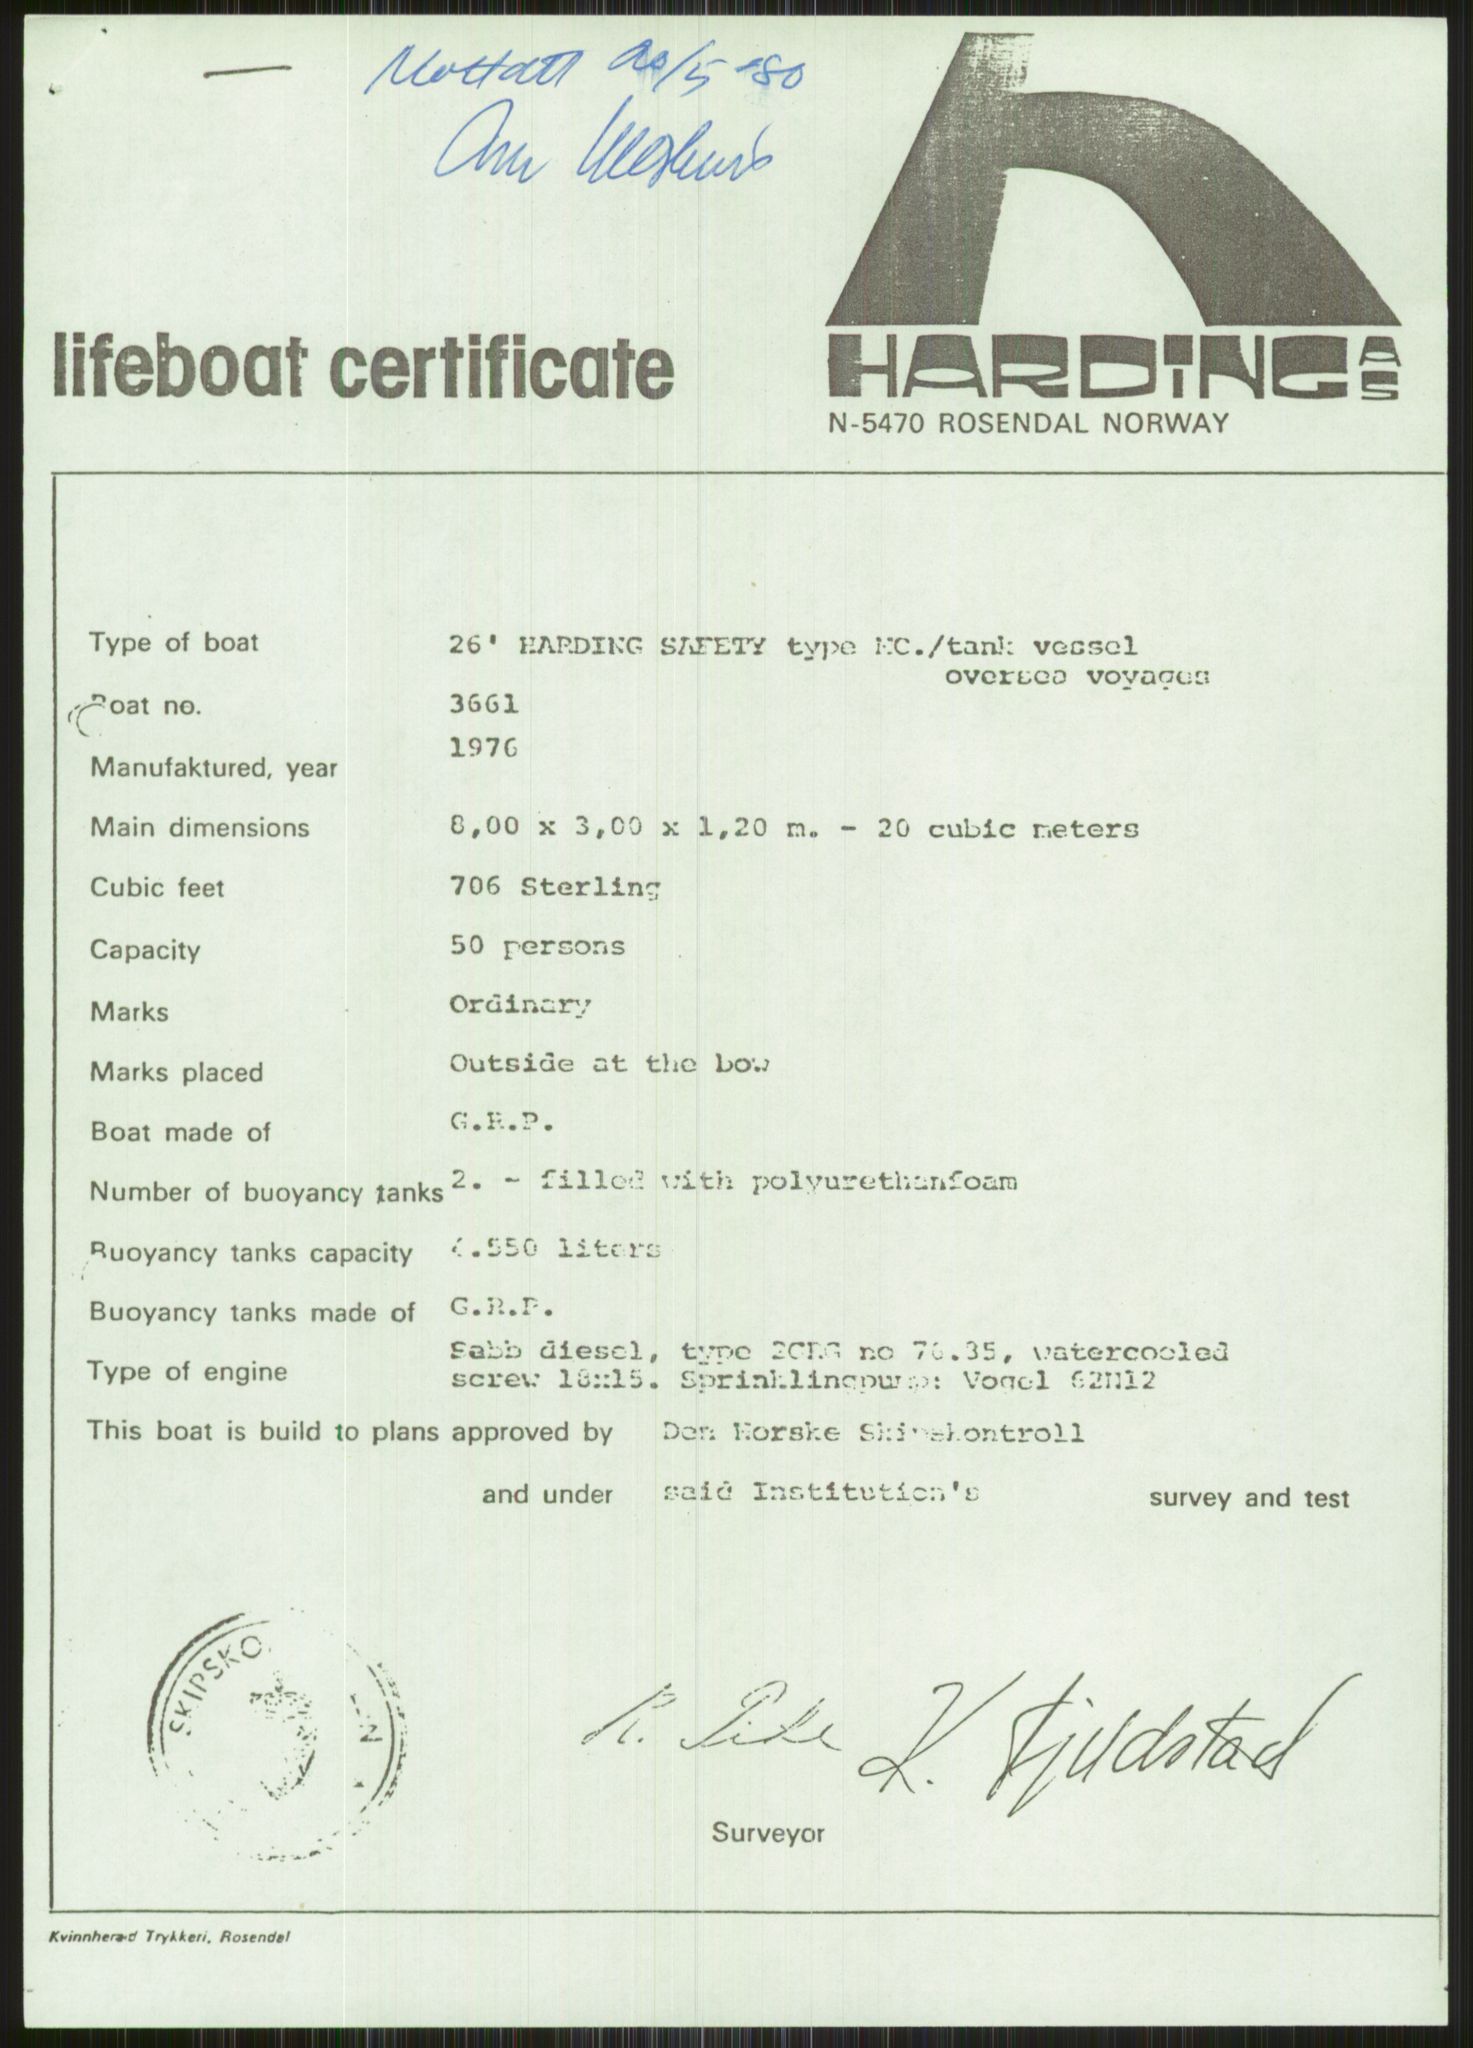 Mottatt 20/5-80
HARDING AS
N-5470 ROSENDAL NORWAY
lifeboat certificate
Type of boat 26' HARDING SAFETY type MC./tank vessel
oversea voyages
Boat no. 3661
Manufaktured, year 1976
Main dimensions 8,00 x 3,00 x 1,20 m. - 20 cubic meters
Cubic feet 706 Sterling
Capacity 50 persons
Marks Ordinary
Marks placed Outside at the bow
Boat made of G.R.P.
Number of buoyancy tanks 2. - filled with polyurethanfoam
Buoyancy tanks capacity 4.550 liters
Buoyancy tanks made of G.R.P.
Type of engine Sabb diesel, type no 76.35, watercooled
screw 18x15. Sprinklingpump: Vogel
This boat is build to plans approved by Den Norske Skipskontroll
and under said Institution's survey and test
SKIPSKO
Surveyor
Kvinnherad Trykkeri, Rosendal